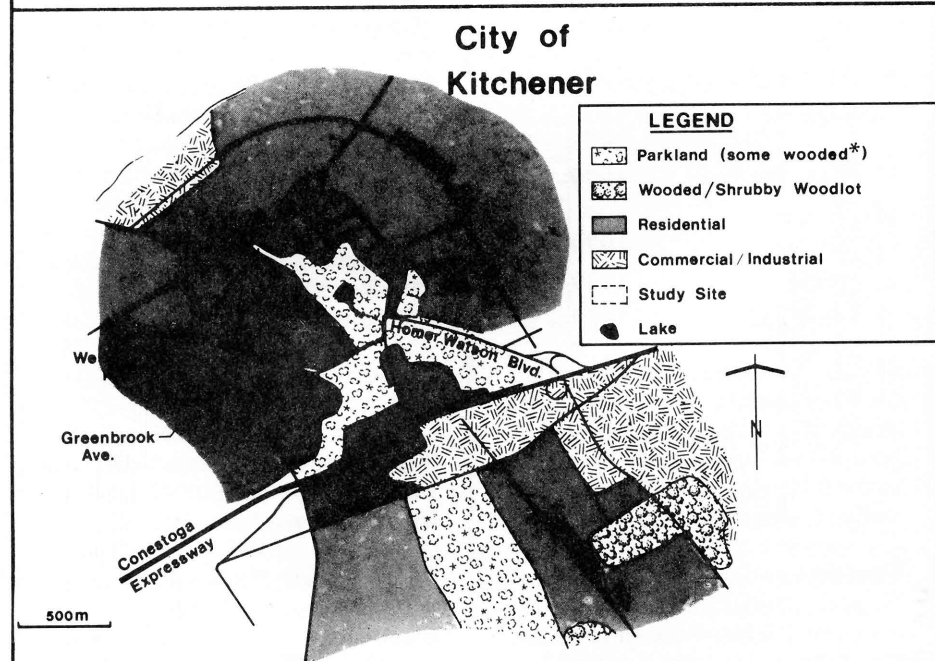 City of
Kitchener
LEGEND
Parkland (some wooded*)
Wooded/Shrubby Woodlot
Residential
Commercial/Industrial
Study Site
Lake
Homer Watson Blvd.
We
Greenbrook
Ave.
N
Conestoga
Expressway
500m